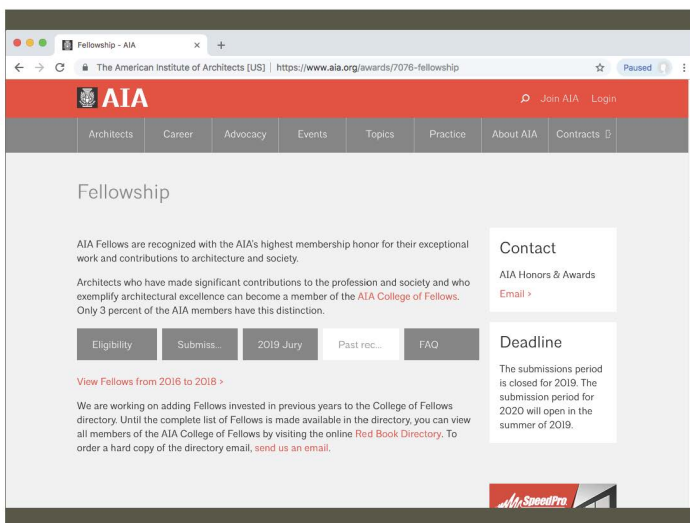 Fellowship - AIA
The American Institute of Architects [US] | https://www.aia.org/awards/7076-fellowship
Paused
AIA
Join AIA Login
Architects Career Advocacy Events Topics Practice About AIA Contracts
Fellowship
AIA Fellows are recognized with the AIA's highest membership honor for their exceptional
work and contributions to architecture and society.
Architects who have made significant contributions to the profession and society and who
exemplify architectural excellence can become a member of the AIA College of Fellows.
Only 3 percent of the AIA members have this distinction.
Eligibility Submiss... 2019 Jury Past rec... FAQ
View Fellows from 2016 to 2018 >
We are working on adding Fellows invested in previous years to the College of Fellows
directory. Until the complete list of Fellows is made available in the directory, you can view
all members of the AIA College of Fellows by visiting the online Red Book Directory. To
order a hard copy of the directory email, send us an email.
Contact
AIA Honors & Awards
Email >
Deadline
The submissions period
is closed for 2019. The
submission period for
2020 will open in the
summer of 2019.
SpeedPro